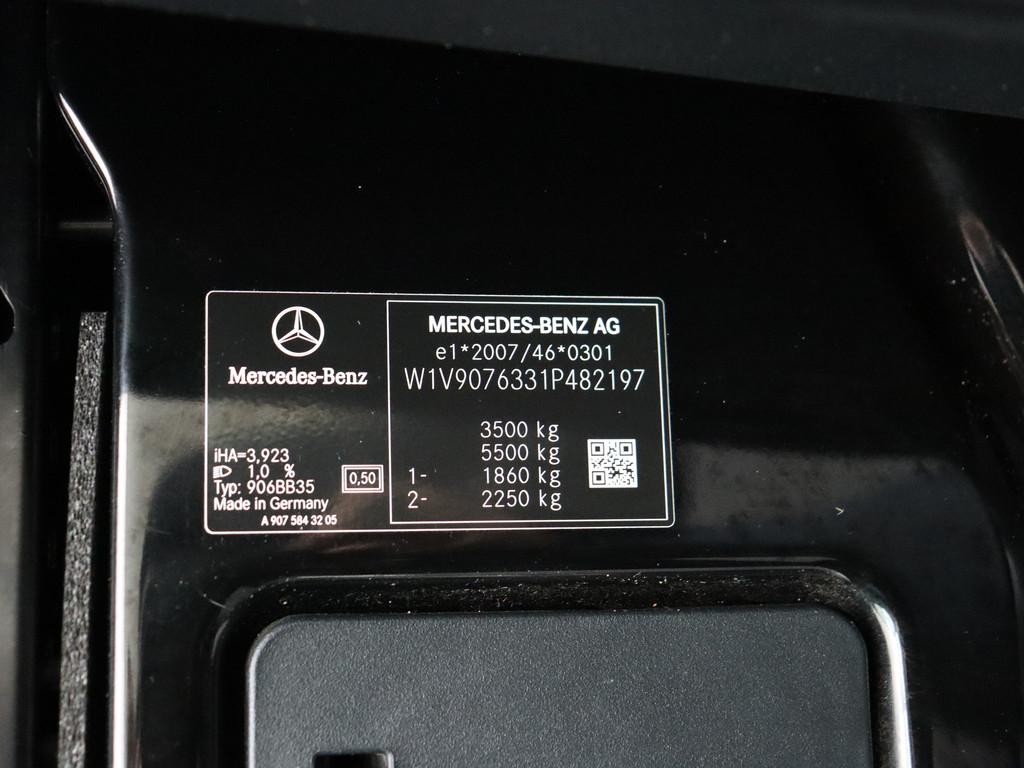 Mercedes-Benz
iHA=3,923
1.0 %
Typ: 906BB35
Made in Germany
A 907 584 32 05
0,50
MERCEDES-BENZ AG
e1*2007/46*0301
W1V9076331P482197
3500 kg
5500 kg
1- 1860 kg
2- 2250 kg